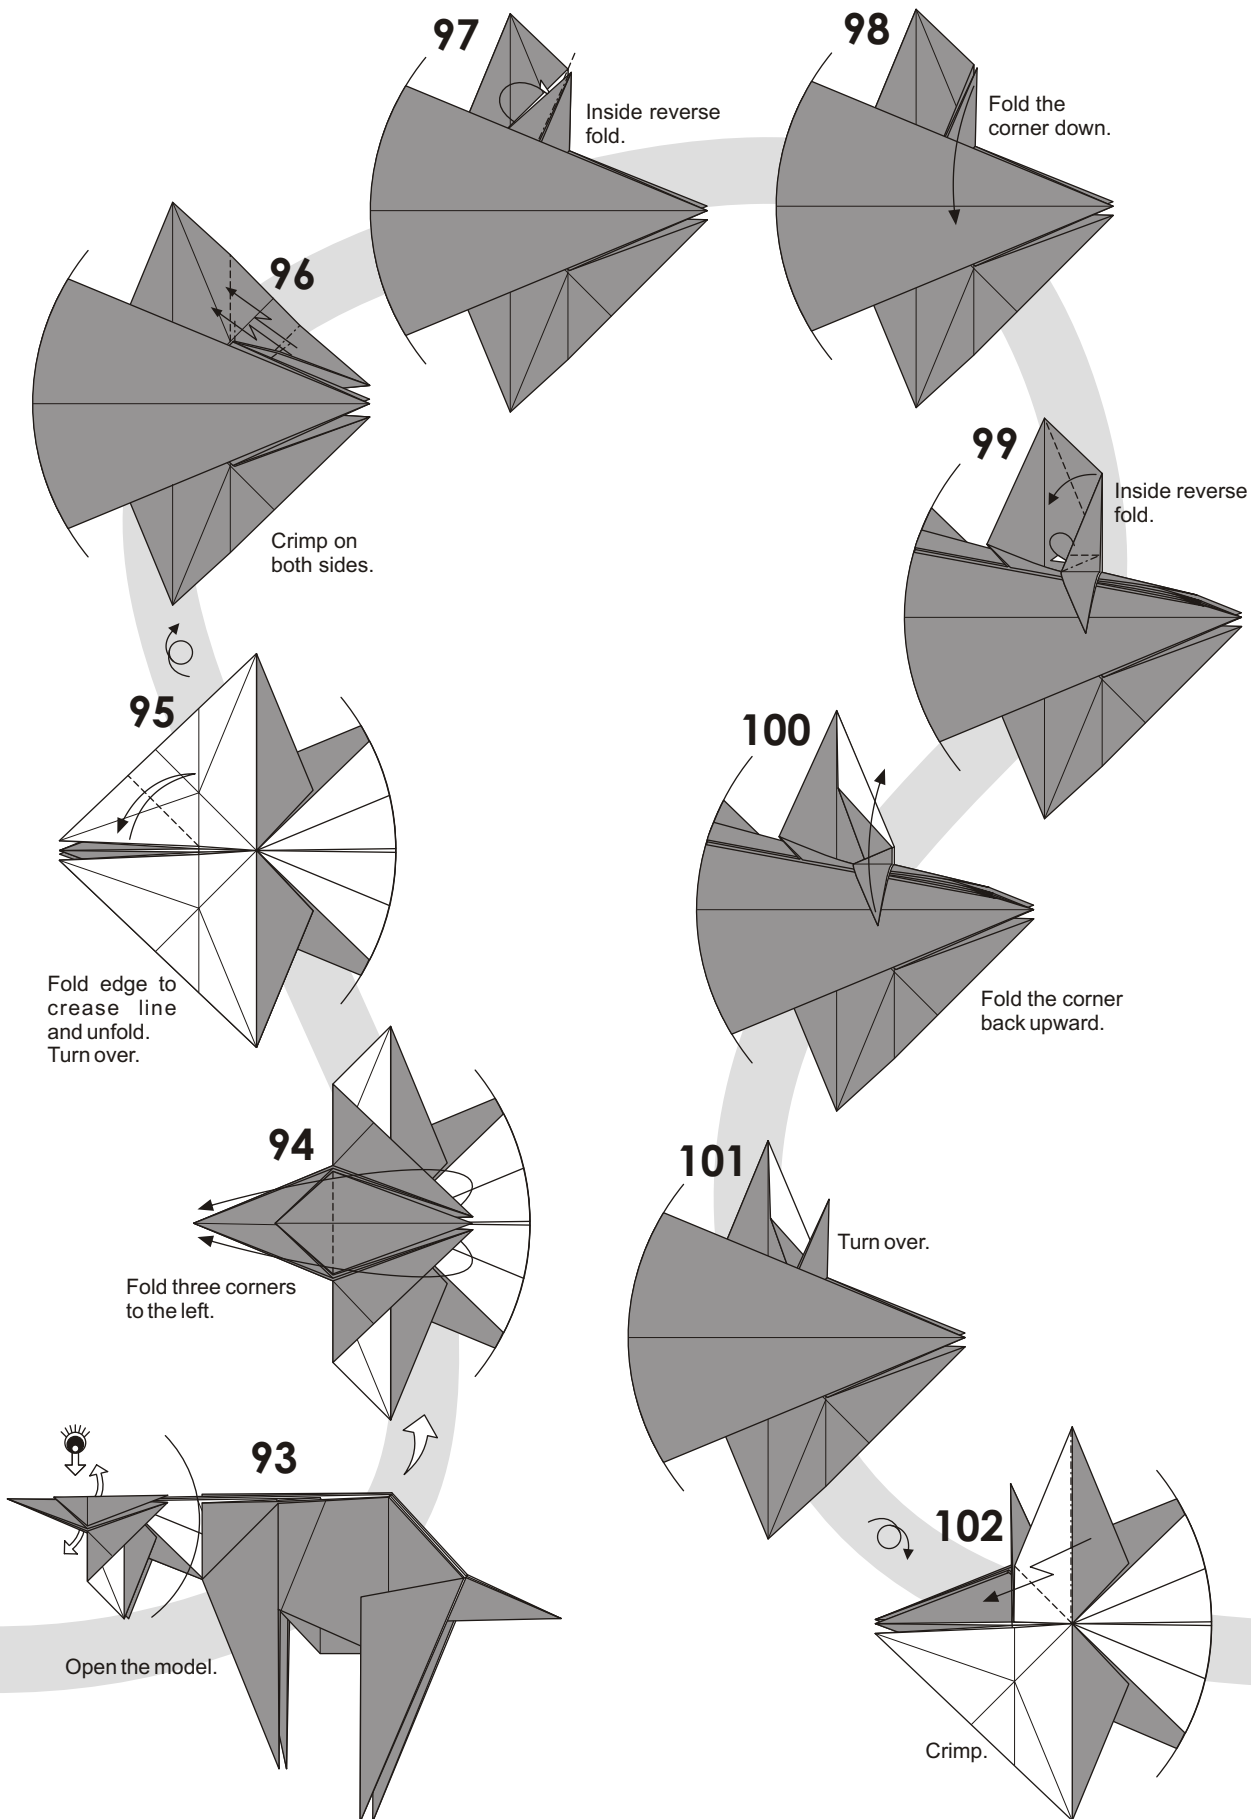 93
Open the model.
94
Fold three corners
to the left.
95
Fold edge to
crease line
and unfold.
Turn over.
96
Crimp on
both sides.
97
Inside reverse
fold.
98
Fold the
corner down.
99
Inside reverse
fold.
100
Fold the corner
back upward.
101
Turn over.
102
Crimp.